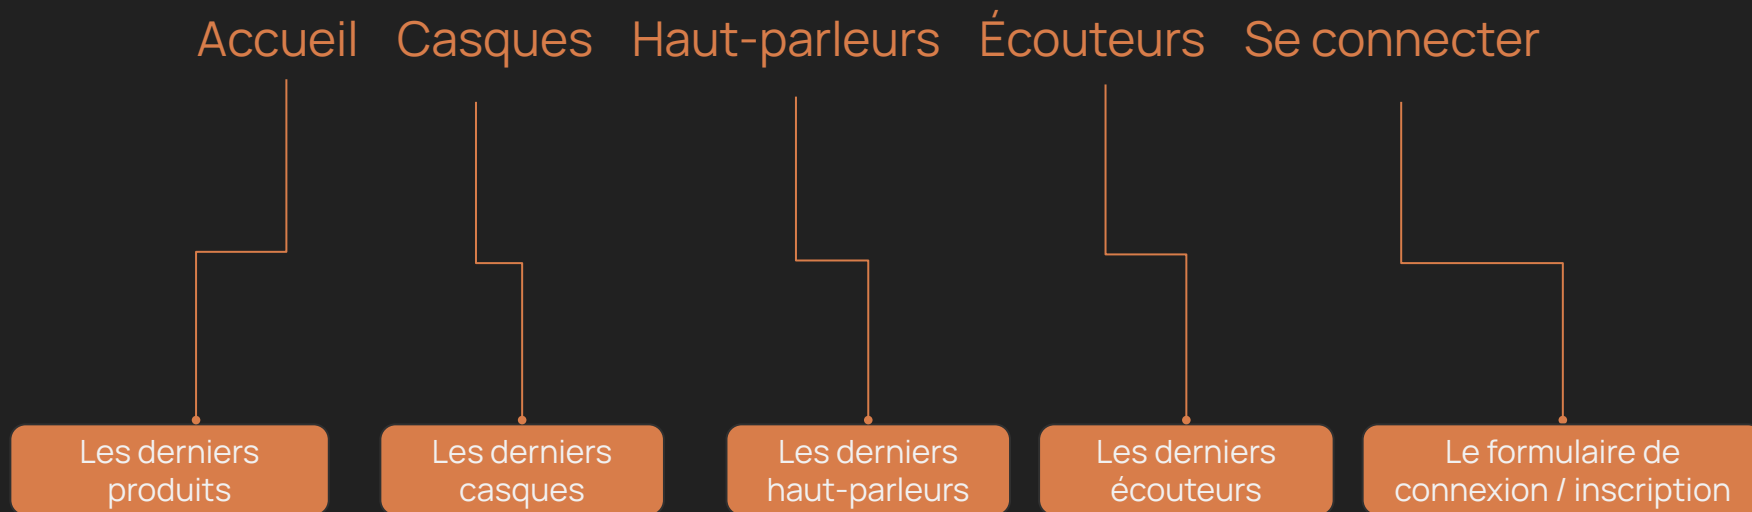 Accueil Casques Haut-parleurs Écouteurs Se connecter
Les derniers
produits
Les derniers
casques
Les derniers
haut-parleurs
Les derniers
écouteurs
Le formulaire de
connexion / inscription